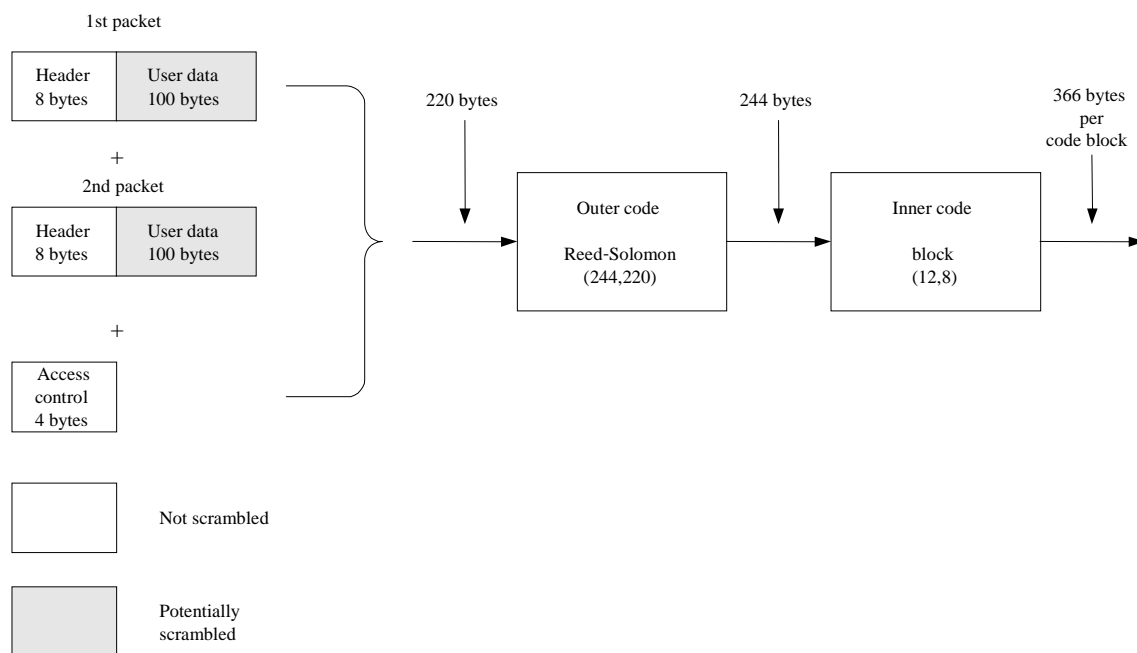 1st packet
Header
8 bytes
User data
100 bytes
+
2nd packet
Header
8 bytes
User data
100 bytes
+
Access
control
4 bytes
220 bytes
Outer code
Reed-Solomon
(244,220)
244 bytes
Inner code
block
(12,8)
366 bytes
per
code block
Not scrambled
Potentially
scrambled